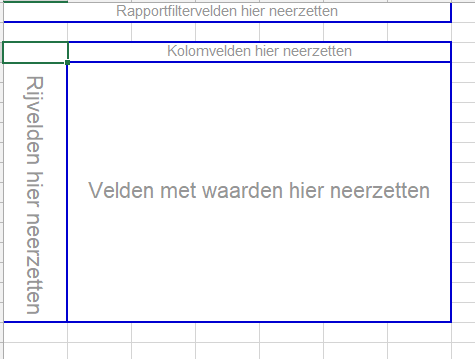 Rapportfiltervelden hier neerzetten
Kolomvelden hier neerzetten
Rijvelden hier neerzetten
Velden met waarden hier neerzetten